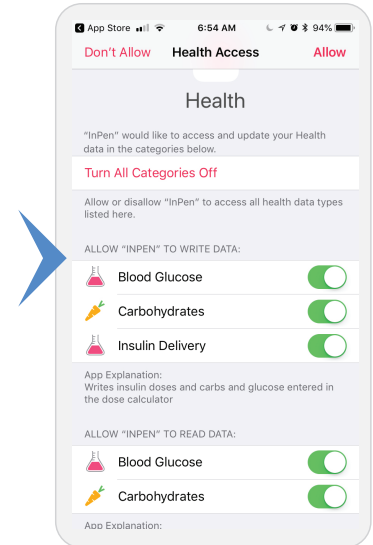 App Store 6:54 AM 94%
Don't Allow Health Access Allow
Health
“InPen” would like to access and update your Health
data in the categories below.
Turn All Categories Off
Allow or disallow “InPen” to access all health data types
listed here.
ALLOW “INPEN” TO WRITE DATA:
Blood Glucose
Carbohydrates
Insulin Delivery
App Explanation:
Writes insulin doses and carbs and glucose entered in
the dose calculator
ALLOW “INPEN” TO READ DATA:
Blood Glucose
Carbohydrates
App Explanation: